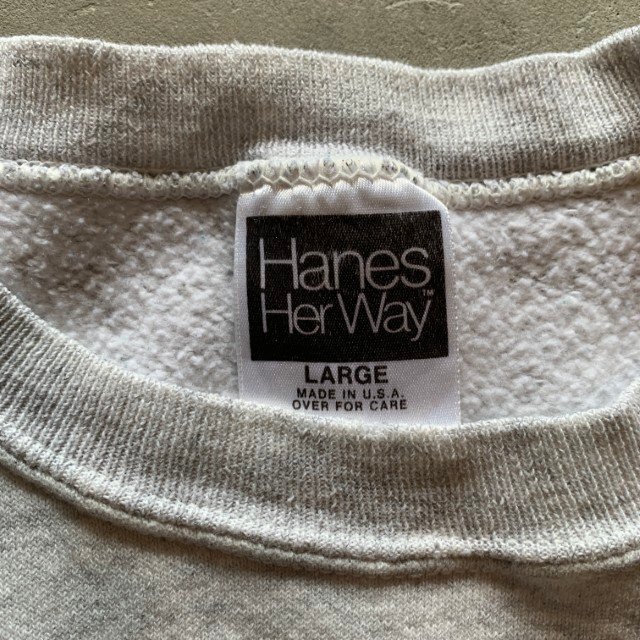 Hanes
Her Way™
LARGE
MADE IN U.S.A.
OVER FOR CARE